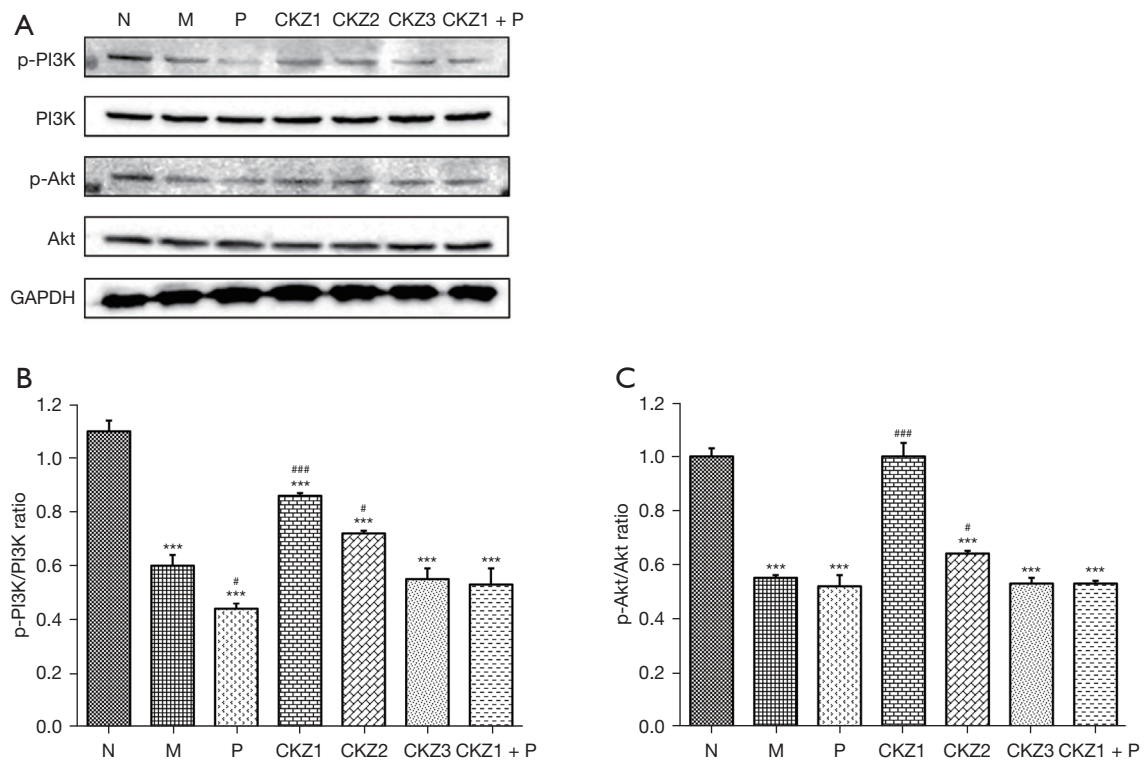 A
N M P CKZ1 CKZ2 CKZ3 CKZ1 + P
p-PI3K
PI3K
p-Akt
Akt
GAPDH
B
p-PI3K/PI3K ratio
1.2
1.0
0.8
0.6
0.4
0.2
0.0
***
#
***
###
***
#
***
***
***
N M P CKZ1 CKZ2 CKZ3 CKZ1 + P
C
p-Akt/Akt ratio
1.2
1.0
0.8
0.6
0.4
0.2
0.0
***
***
###
#
***
***
***
N M P CKZ1 CKZ2 CKZ3 CKZ1 + P